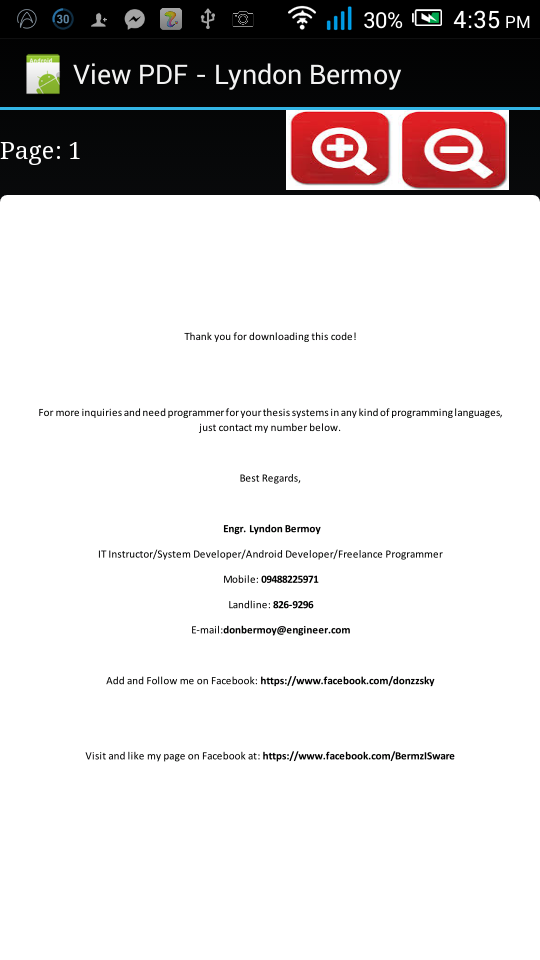 30 30% 4:35 PM
Android
View PDF - Lyndon Bermoy
Page: 1
Thank you for downloading this code!
For more inquiries and need programmer for your thesis systems in any kind of programming languages,
just contact my number below.
Best Regards,
Engr. Lyndon Bermoy
IT Instructor/System Developer/Android Developer/Freelance Programmer
Mobile: 09488225971
Landline: 826-9296
E-mail:donbermoy@engineer.com
Add and Follow me on Facebook: https://www.facebook.com/donzzsky
Visit and like my page on Facebook at: https://www.facebook.com/BermzISware